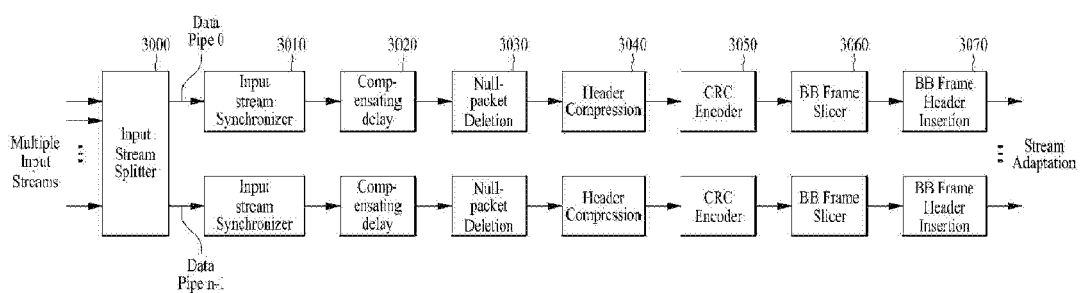 Data
Pipe 0
3000
3010
3020
3030
3040
3050
3060
3070
Multiple
Input
Streams
Input
Stream
Splitter
Input
stream
Synchronizer
Comp-
ensating
delay
Null-
packet
Deletion
Header
Compression
CRC
Encoder
BB Frame
Slicer
BB Frame
Header
Insertion
Stream
Adaptation
Input
stream
Synchronizer
Comp-
ensating
delay
Null-
packet
Deletion
Header
Compression
CRC
Encoder
BB Frame
Slicer
BB Frame
Header
Insertion
Data
Pipe n-1